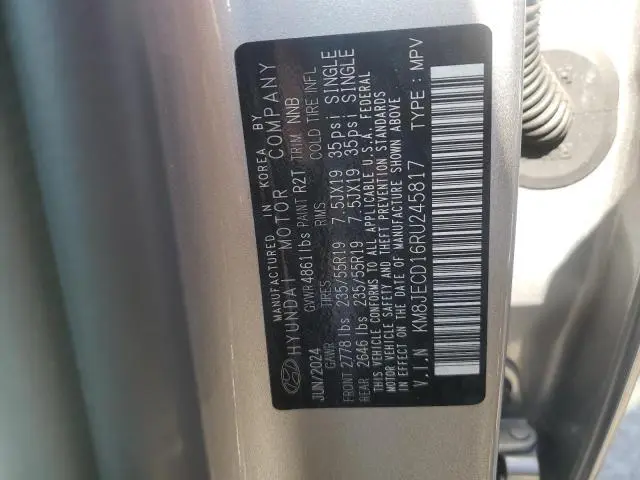 MANUFACTURED IN KOREA BY
HYUNDAI MOTOR COMPANY
JUN/2024 GVWR 4861lbs PAINT R2T TRIM NNB
GAWR TIRES RIMS COLD TIRE INFL
FRONT 2778 lbs 235/55R19 7.5JX19 35psi SINGLE
REAR 2646 lbs 235/55R19 7.5JX19 35psi SINGLE
THIS VEHICLE CONFORMS TO ALL APPLICABLE U.S.A. FEDERAL
MOTOR VEHICLE SAFETY AND THEFT PREVENTION STANDARDS
IN EFFECT ON THE DATE OF MANUFACTURE SHOWN ABOVE
V.I.N KM8JECD16RU245817 TYPE : MPV